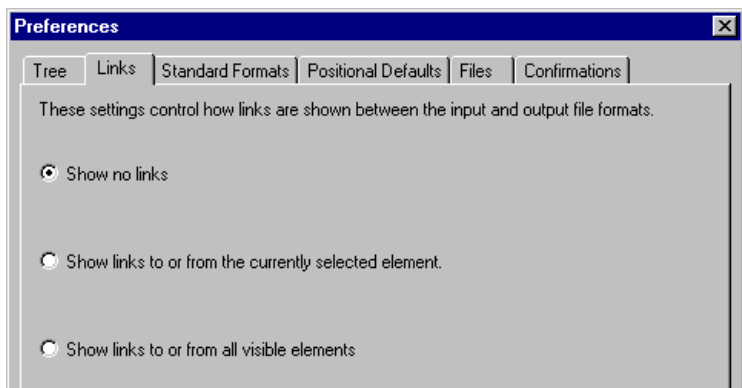 Preferences
Tree Links Standard Formats Positional Defaults Files Confirmations
These settings control how links are shown between the input and output file formats.
Show no links
Show links to or from the currently selected element.
Show links to or from all visible elements